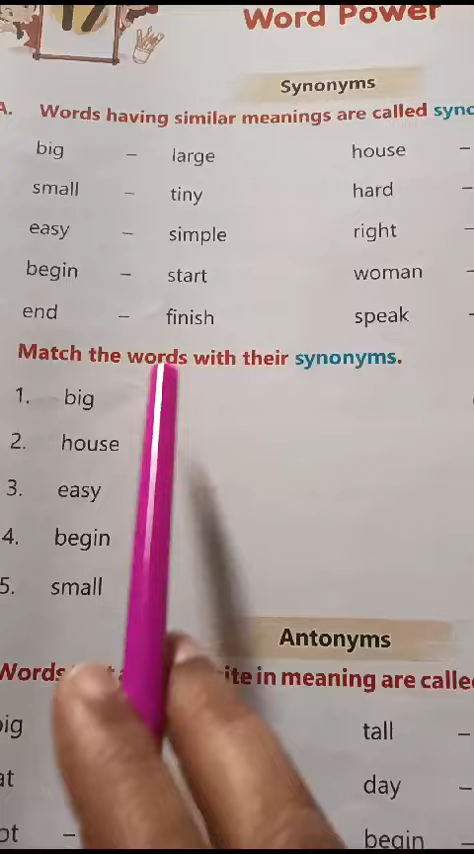 Word Power
Synonyms
A. Words having similar meanings are called
big – large house –
small – tiny hard –
easy – simple right –
begin – start woman –
end – finish speak –
Match the words with their synonyms.
1. big
2. house
3. easy
4. begin
5. small
Antonyms
Words in meaning are
tall –
day –
– begin –